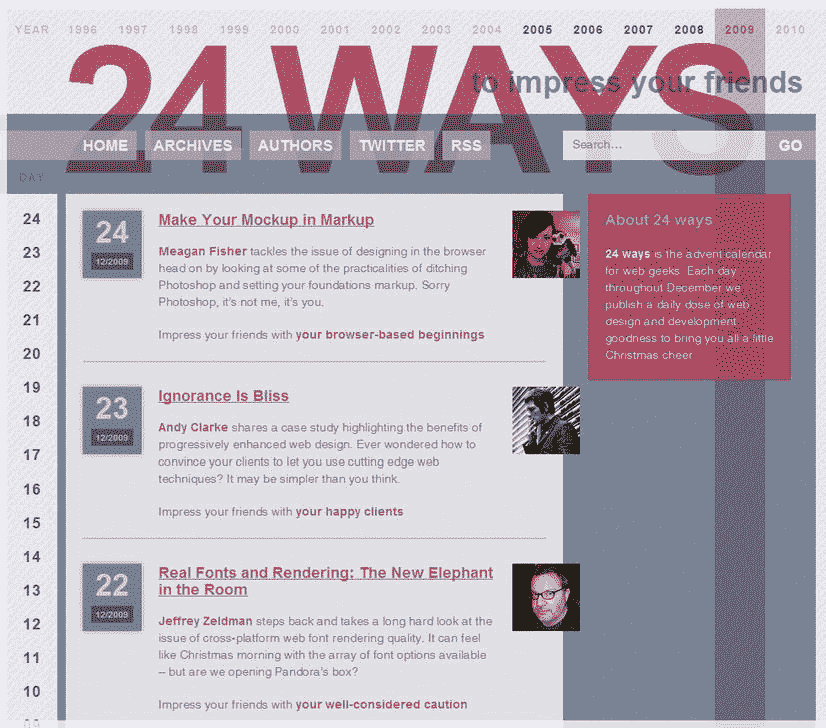 YEAR 1996 1997 1998 1999 2000 2001 2002 2003 2004 2005 2006 2007 2008 2009 2010
24 WAYS
to impress your friends
HOME ARCHIVES AUTHORS TWITTER RSS
Search...
GO
DAY
24
23
22
21
20
19
18
17
16
15
14
13
12
11
10
09
24
12/2009
Make Your Mockup in Markup
Meagan Fisher tackles the issue of designing in the browser
head on by looking at some of the practicalities of ditching
Photoshop and setting your foundations markup. Sorry
Photoshop, it's not me, it's you.
Impress your friends with your browser-based beginnings
23
12/2009
Ignorance Is Bliss
Andy Clarke shares a case study highlighting the benefits of
progressively enhanced web design. Ever wondered how to
convince your clients to let you use cutting edge web
techniques? It may be simpler than you think.
Impress your friends with your happy clients
22
12/2009
Real Fonts and Rendering: The New Elephant
in the Room
Jeffrey Zeldman steps back and takes a long hard look at the
issue of cross-platform web font rendering quality. It can feel
like Christmas morning with the array of font options available
– but are we opening Pandora's box?
Impress your friends with your well-considered caution
About 24 ways
24 ways is the advent calendar
for web geeks. Each day
throughout December we
publish a daily dose of web
design and development
goodness to bring you all a little
Christmas cheer